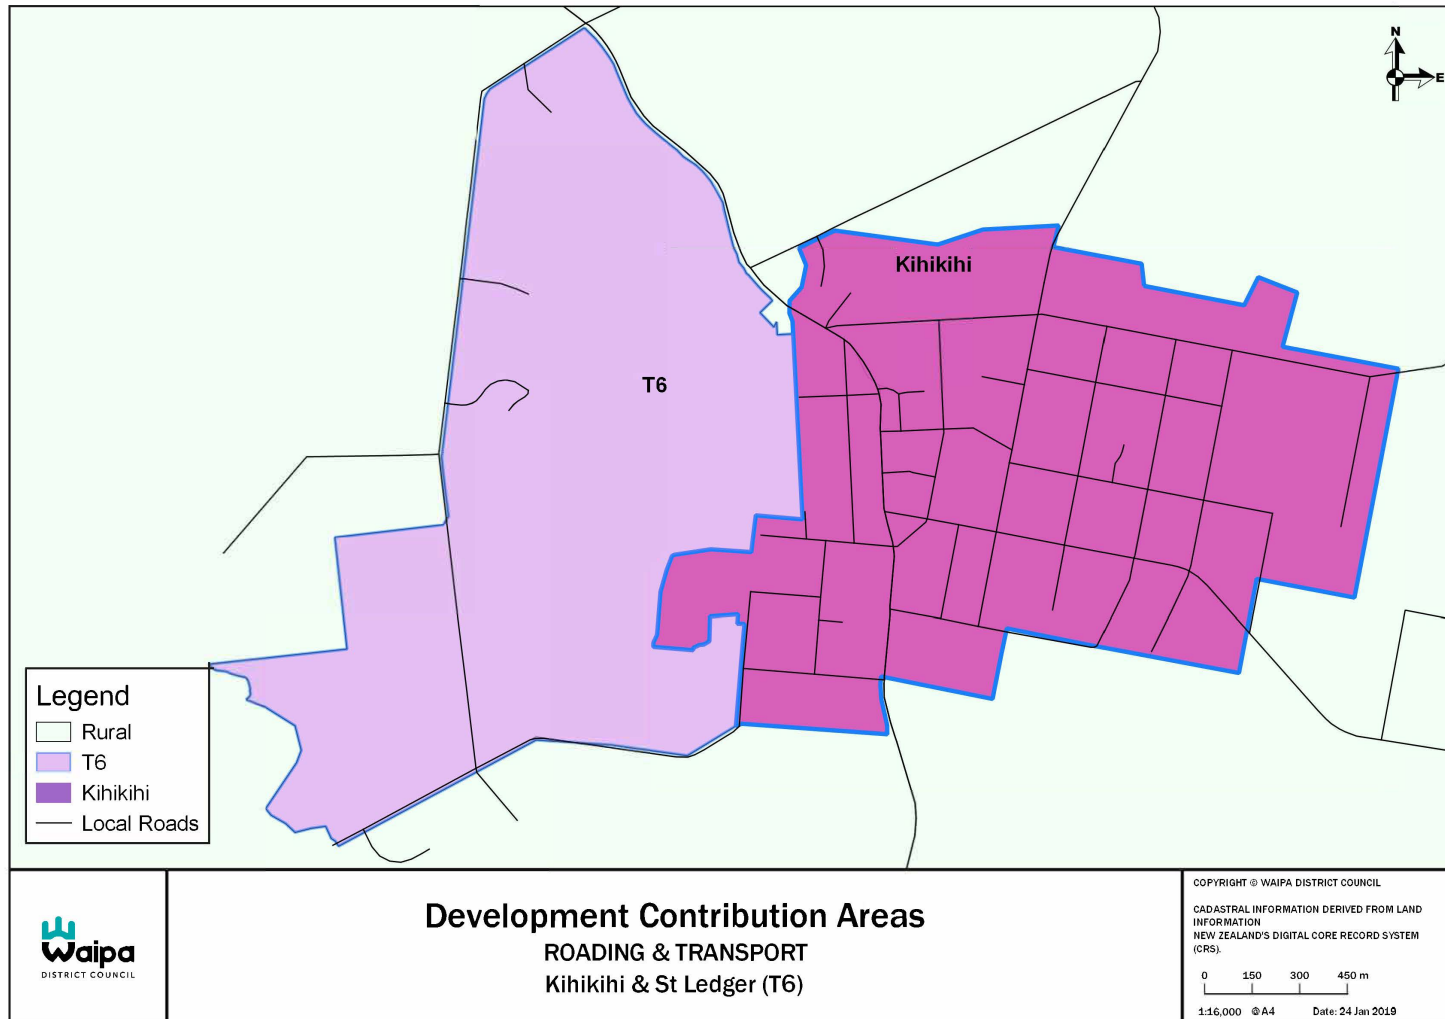 N
E
Kihikihi
T6
Legend
Rural
T6
Kihikihi
Local Roads
Waipa
DISTRICT COUNCIL
Development Contribution Areas
ROADING & TRANSPORT
Kihikihi & St Ledger (T6)
COPYRIGHT © WAIPA DISTRICT COUNCIL
CADASTRAL INFORMATION DERIVED FROM LAND
INFORMATION
NEW ZEALAND'S DIGITAL CORE RECORD SYSTEM
(CRS).
0 150 300 450 m
1:16,000 @ A4 Date: 24 Jan 2019